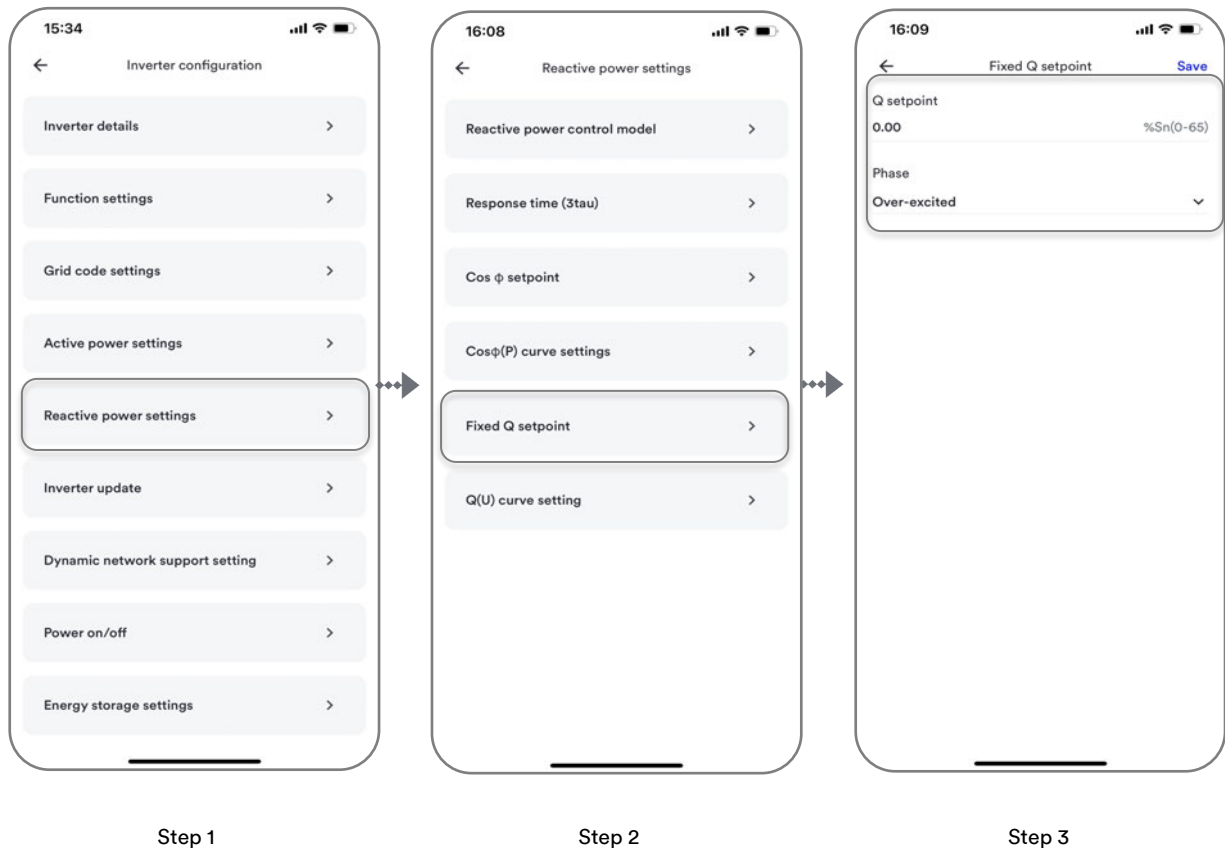 15:34
Inverter configuration
Inverter details
Function settings
Grid code settings
Active power settings
Reactive power settings
Inverter update
Dynamic network support setting
Power on/off
Energy storage settings
Step 1
16:08
Reactive power settings
Reactive power control model
Response time (3tau)
Cos φ setpoint
Cosφ(P) curve settings
Fixed Q setpoint
Q(U) curve setting
Step 2
16:09
Fixed Q setpoint Save
Q setpoint
0.00 %Sn(0-65)
Phase
Over-excited
Step 3